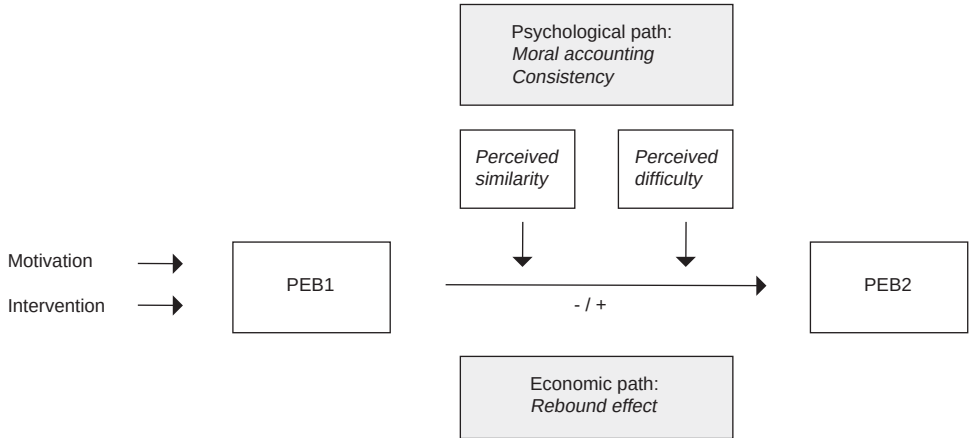 Psychological path:
Moral accounting
Consistency
Perceived
similarity
Perceived
difficulty
Motivation
Intervention
PEB1
- / +
PEB2
Economic path:
Rebound effect